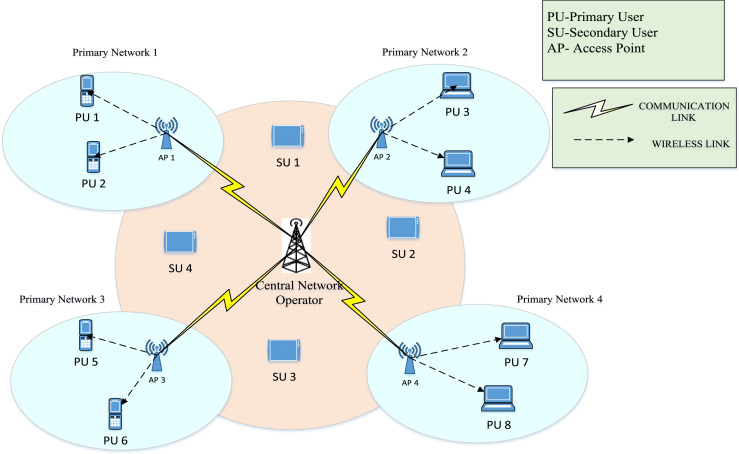 PU-Primary User
SU-Secondary User
AP- Access Point
COMMUNICATION
LINK
WIRELESS LINK
Primary Network 1
PU 1
PU 2
AP 1
Primary Network 2
PU 3
AP 2
PU 4
SU 1
SU 2
SU 4
Central Network
Operator
SU 3
Primary Network 3
PU 5
AP 3
PU 6
Primary Network 4
PU 7
AP 4
PU 8